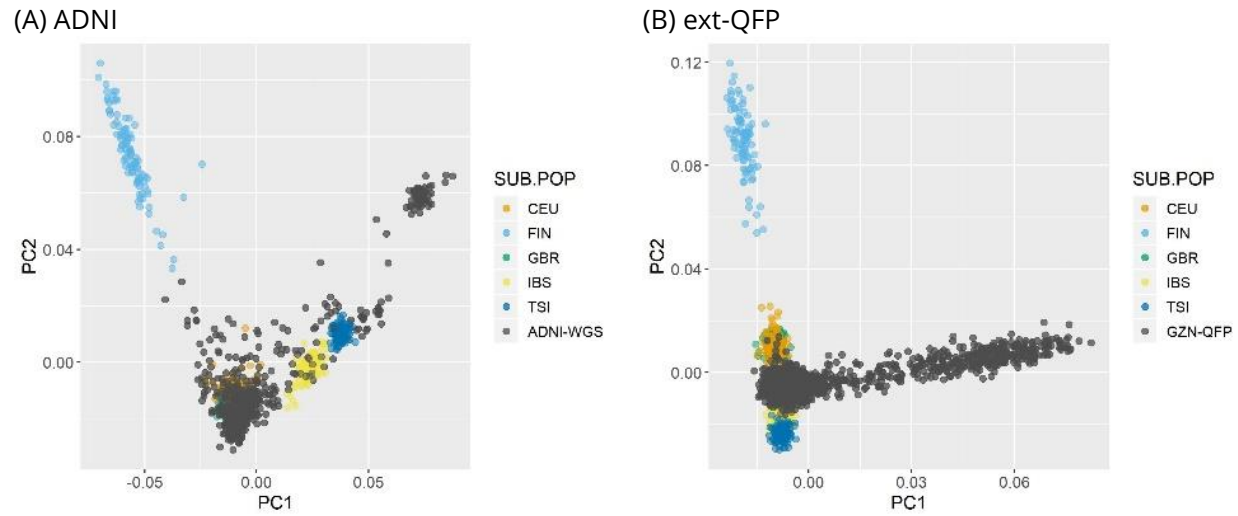 (A) ADNI
(B) ext-QFP
0.08
0.04
0.00
PC2
-0.05
0.00
0.05
PC1
SUB.POP
CEU
FIN
GBR
IBS
TSI
ADNI-WGS
0.12
0.08
0.04
0.00
PC2
0.00
0.03
0.06
PC1
SUB.POP
CEU
FIN
GBR
IBS
TSI
GZN-QFP